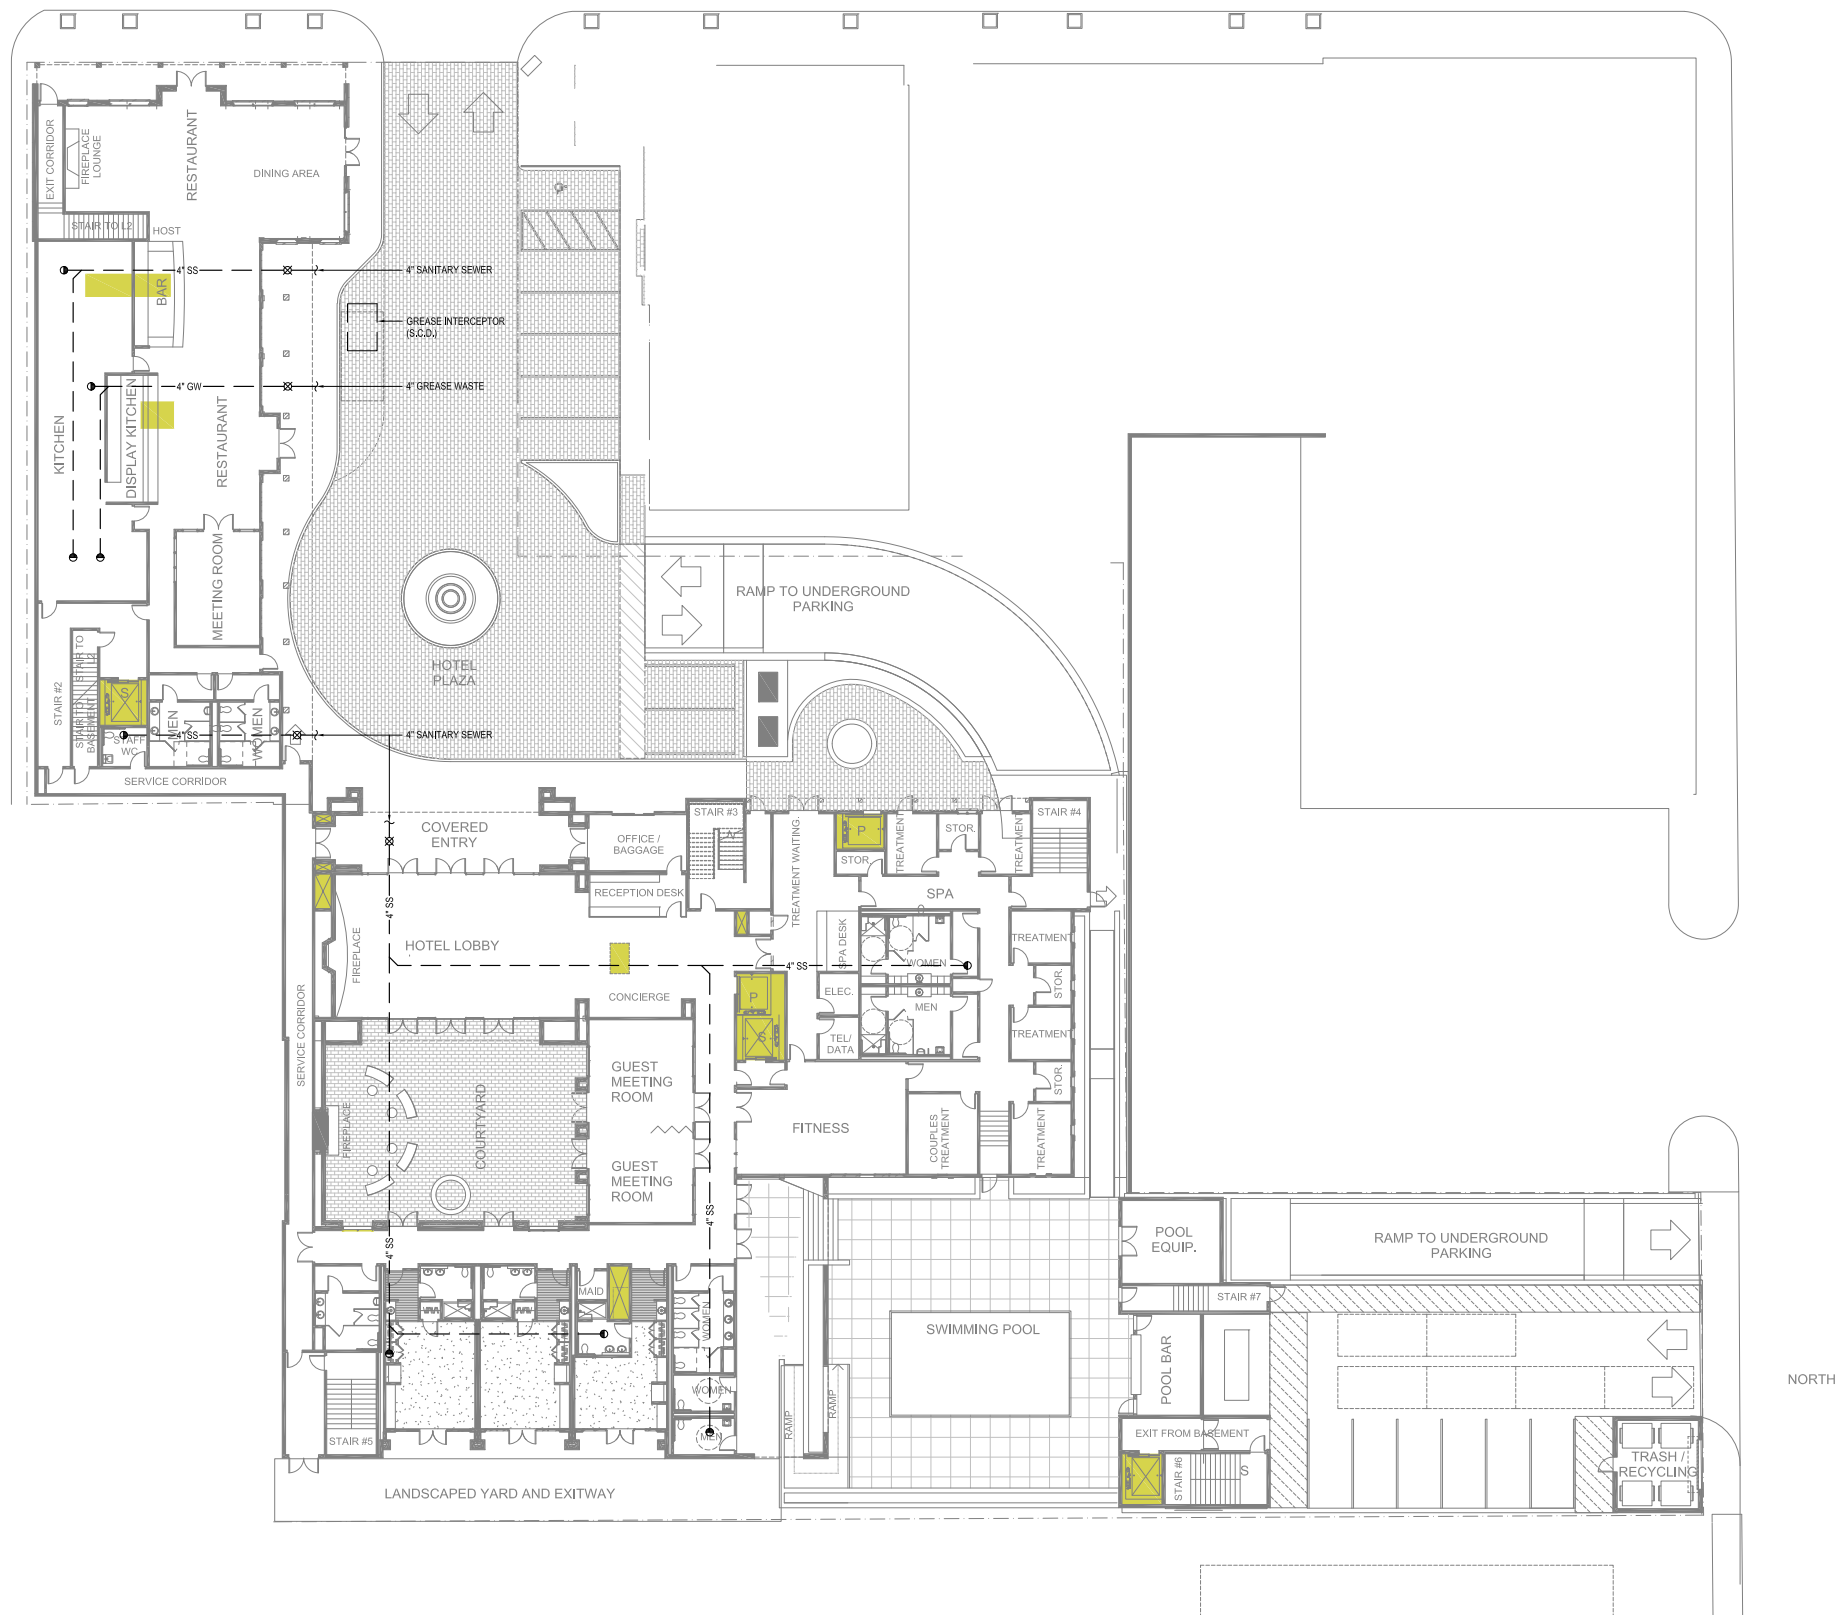 EXIT CORRIDOR
FIREPLACE
LOUNGE
RESTAURANT
DINING AREA
STAIR TO L2
HOST
4" SS
4" SANITARY SEWER
BAR
GREASE INTERCEPTOR
(S.C.D.)
4" GW
4" GREASE WASTE
KITCHEN
DISPLAY KITCHEN
RESTAURANT
MEETING ROOM
RAMP TO UNDERGROUND
PARKING
HOTEL
PLAZA
STAIR #2
STAIR TO
L2
STAIR TO
BASEMENT
S
MEN
WOMEN
STAFF
WC
4" SS
4" SANITARY SEWER
SERVICE CORRIDOR
COVERED
ENTRY
OFFICE /
BAGGAGE
STAIR #3
TREATMENT WAITING.
P
TREATMENT
STOR.
TREATMENT
STAIR #4
STOR.
RECEPTION DESK
SPA
4" SS
HOTEL LOBBY
FIREPLACE
SPA DESK
WOMEN
TREATMENT
4" SS
CONCIERGE
P
ELEC.
MEN
STOR.
S
TEL/
DATA
TREATMENT
SERVICE CORRIDOR
GUEST
MEETING
ROOM
STOR.
FIREPLACE
COURTYARD
FITNESS
COUPLES
TREATMENT
TREATMENT
GUEST
MEETING
ROOM
4" SS
4" SS
POOL
EQUIP.
RAMP TO UNDERGROUND
PARKING
MAID
WOMEN
STAIR #7
SWIMMING POOL
POOL BAR
NORTH
WOMEN
MEN
RAMP
RAMP
STAIR #5
EXIT FROM BASEMENT
STAIR #6
S
TRASH /
RECYCLING
LANDSCAPED YARD AND EXITWAY